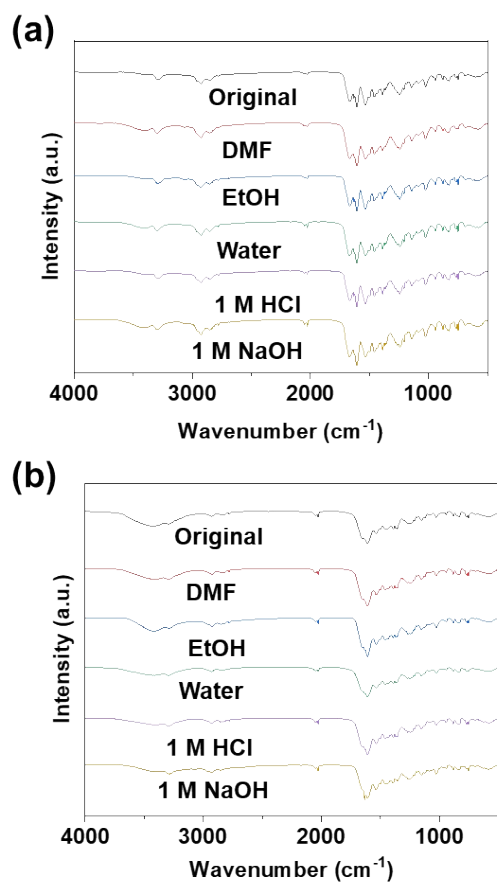 (a)
Original
DMF
EtOH
Water
1 M HCl
1 M NaOH
Intensity (a.u.)
4000 3000 2000 1000
Wavenumber (cm⁻¹)
(b)
Original
DMF
EtOH
Water
1 M HCl
1 M NaOH
Intensity (a.u.)
4000 3000 2000 1000
Wavenumber (cm⁻¹)